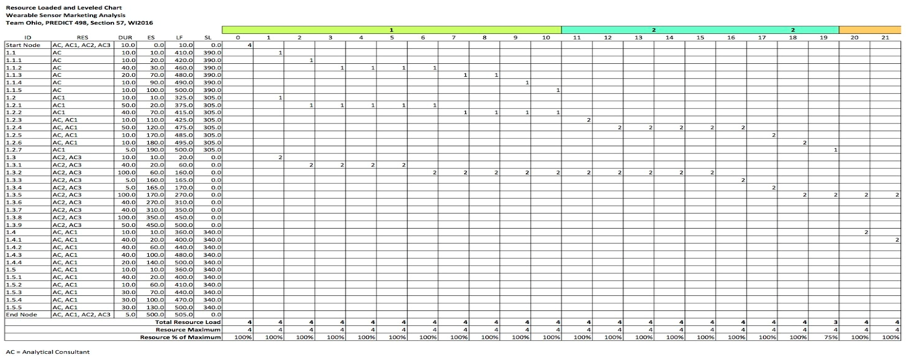 Resource Loaded and Leveled Chart
Wearable Sensor Marketing Analysis
Team Ohio, PREDICT 498, Section 57, WI2016
1 2 2
ID RES DUR ES LF SL 0 1 2 3 4 5 6 7 8 9 10 11 12 13 14 15 16 17 18 19 20 21
Start Node AC, AC1, AC2, AC3 10.0 0.0 10.0 0.0 4
1.1 AC 10.0 10.0 410.0 390.0 1
1.1.1 AC 10.0 20.0 420.0 390.0 1
1.1.2 AC 40.0 30.0 460.0 390.0 1 1 1 1
1.1.3 AC 20.0 70.0 480.0 390.0 1 1
1.1.4 AC 10.0 90.0 490.0 390.0 1
1.1.5 AC 10.0 100.0 500.0 390.0 1
1.2 AC1 10.0 10.0 325.0 305.0 1
1.2.1 AC1 50.0 20.0 375.0 305.0 1 1 1 1 1
1.2.2 AC1 40.0 70.0 415.0 305.0 1 1 1 1
1.2.3 AC, AC1 10.0 110.0 425.0 305.0 2
1.2.4 AC, AC1 50.0 120.0 475.0 305.0 2 2 2 2 2
1.2.5 AC, AC1 10.0 170.0 485.0 305.0 2
1.2.6 AC, AC1 10.0 180.0 495.0 305.0 2
1.2.7 AC1 5.0 190.0 500.0 305.0 1
1.3 AC2, AC3 10.0 10.0 20.0 0.0 2
1.3.1 AC2, AC3 40.0 20.0 60.0 0.0 2 2 2 2
1.3.2 AC2, AC3 100.0 60.0 160.0 0.0 2 2 2 2 2 2 2 2 2 2
1.3.3 AC2, AC3 5.0 160.0 165.0 0.0 2
1.3.4 AC2, AC3 5.0 165.0 170.0 0.0 2
1.3.5 AC2, AC3 100.0 170.0 270.0 0.0 2 2 2 2
1.3.6 AC2, AC3 40.0 270.0 310.0 0.0
1.3.7 AC2, AC3 40.0 310.0 350.0 0.0
1.3.8 AC2, AC3 100.0 350.0 450.0 0.0
1.3.9 AC2, AC3 50.0 450.0 500.0 0.0
1.4 AC, AC1 10.0 10.0 360.0 340.0 2
1.4.1 AC, AC1 40.0 20.0 400.0 340.0 2
1.4.2 AC, AC1 40.0 60.0 440.0 340.0
1.4.3 AC, AC1 40.0 100.0 480.0 340.0
1.4.4 AC, AC1 20.0 140.0 500.0 340.0
1.5 AC, AC1 10.0 10.0 360.0 340.0
1.5.1 AC, AC1 40.0 20.0 400.0 340.0
1.5.2 AC, AC1 10.0 60.0 410.0 340.0
1.5.3 AC, AC1 30.0 70.0 440.0 340.0
1.5.4 AC, AC1 30.0 100.0 470.0 340.0
1.5.5 AC, AC1 30.0 130.0 500.0 340.0
End Node AC, AC1, AC2, AC3 5.0 500.0 505.0 0.0
Total Resource Load 4 4 4 4 4 4 4 4 4 4 4 4 4 4 4 4 4 4 4 3 4 4
Resource Maximum 4 4 4 4 4 4 4 4 4 4 4 4 4 4 4 4 4 4 4 4 4 4
Resource % of Maximum 100% 100% 100% 100% 100% 100% 100% 100% 100% 100% 100% 100% 100% 100% 100% 100% 100% 100% 100% 75% 100% 100%
AC = Analytical Consultant